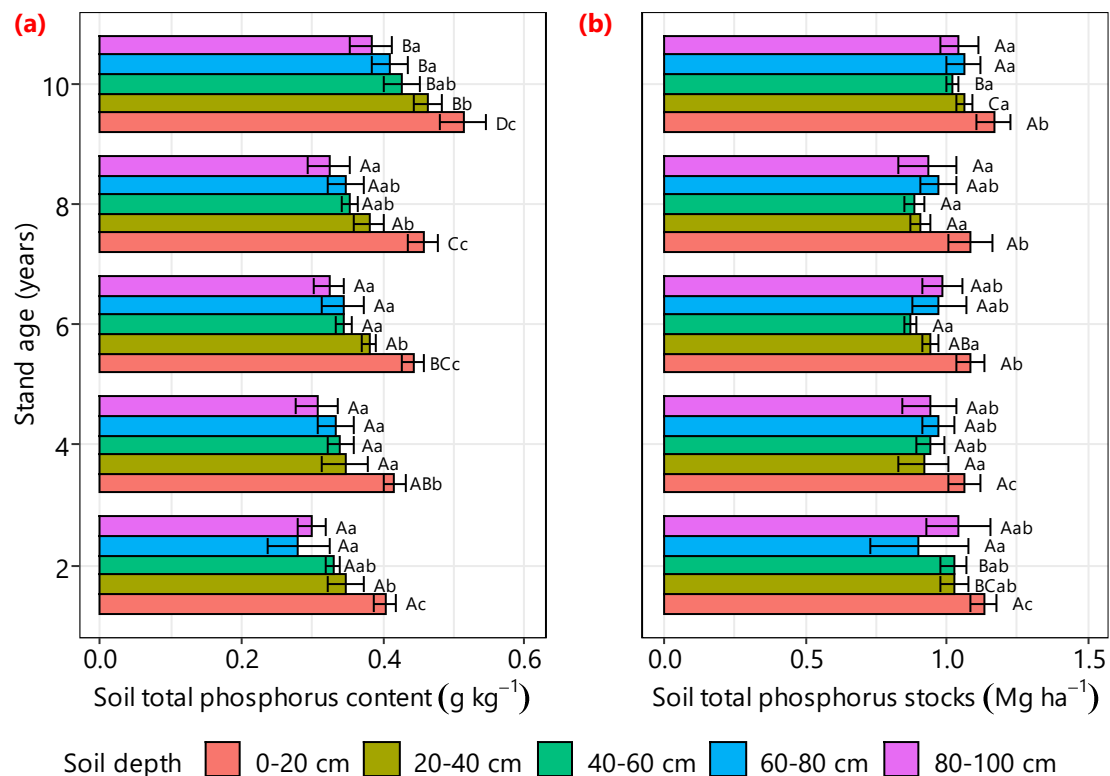 (a)
Ba
Ba
Bab
Bb
Dc
Aa
Aab
Aab
Ab
Cc
Aa
Aa
Aa
Ab
BCc
Aa
Aa
Aa
Aa
ABb
Aa
Aa
Aab
Ab
Ac
10
8
6
4
2
Stand age (years)
0.0 0.2 0.4 0.6
Soil total phosphorus content (g kg⁻¹)
(b)
Aa
Aa
Ba
Ca
Ab
Aa
Aab
Aa
Aa
Ab
Aab
Aab
Aa
ABa
Ab
Aab
Aab
Aab
Aa
Ac
Aab
Aa
Bab
BCab
Ac
0.0 0.5 1.0 1.5
Soil total phosphorus stocks (Mg ha⁻¹)
Soil depth 0-20 cm 20-40 cm 40-60 cm 60-80 cm 80-100 cm